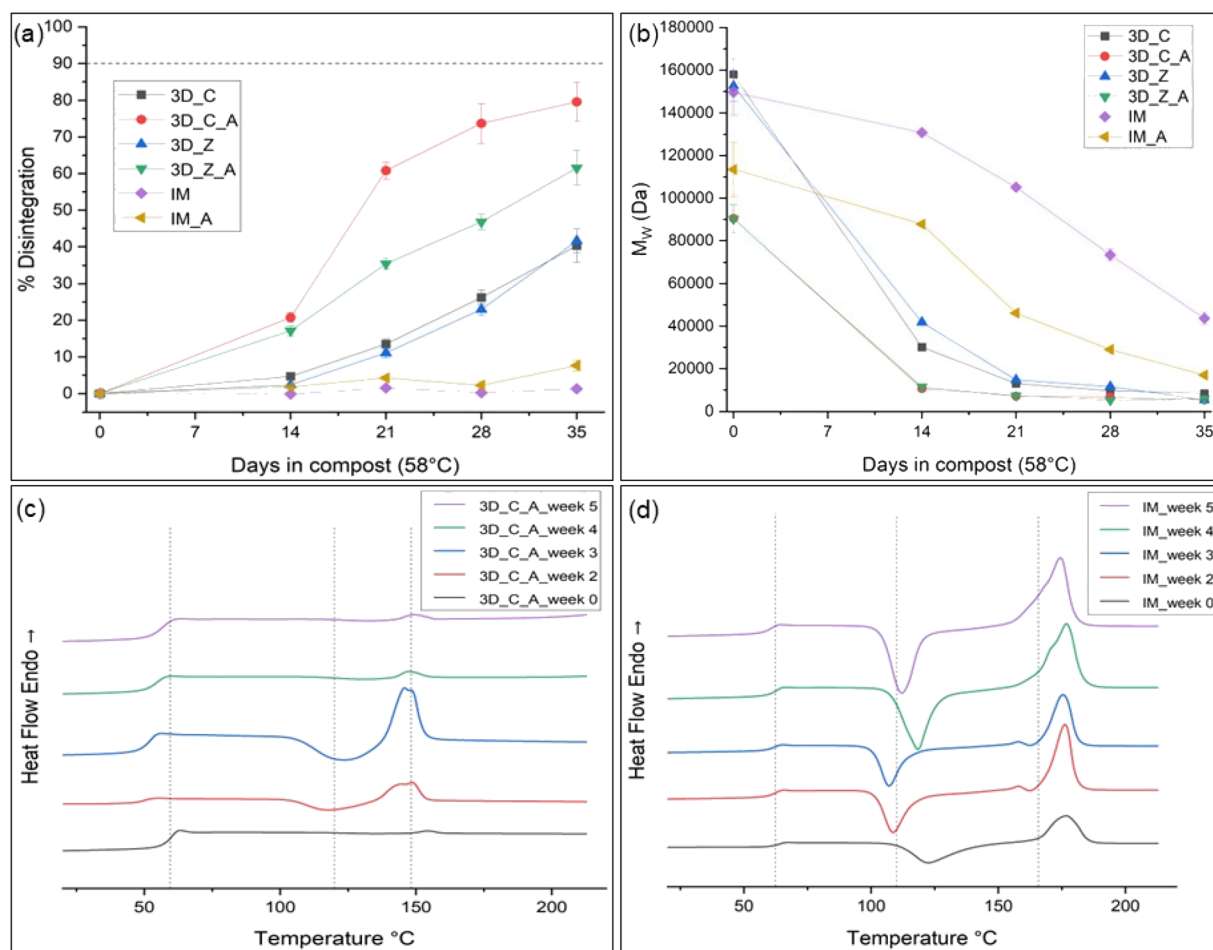 (a)
100
90
80
70
60
50
40
30
20
10
0
% Disintegration
3D_C
3D_C_A
3D_Z
3D_Z_A
IM
IM_A
0 7 14 21 28 35
Days in compost (58°C)
(b)
180000
160000
140000
120000
100000
80000
60000
40000
20000
0
M_W (Da)
3D_C
3D_C_A
3D_Z
3D_Z_A
IM
IM_A
0 7 14 21 28 35
Days in compost (58°C)
(c)
3D_C_A_week 5
3D_C_A_week 4
3D_C_A_week 3
3D_C_A_week 2
3D_C_A_week 0
Heat Flow Endo →
50 100 150 200
Temperature °C
(d)
IM_week 5
IM_week 4
IM_week 3
IM_week 2
IM_week 0
Heat Flow Endo →
50 100 150 200
Temperature °C